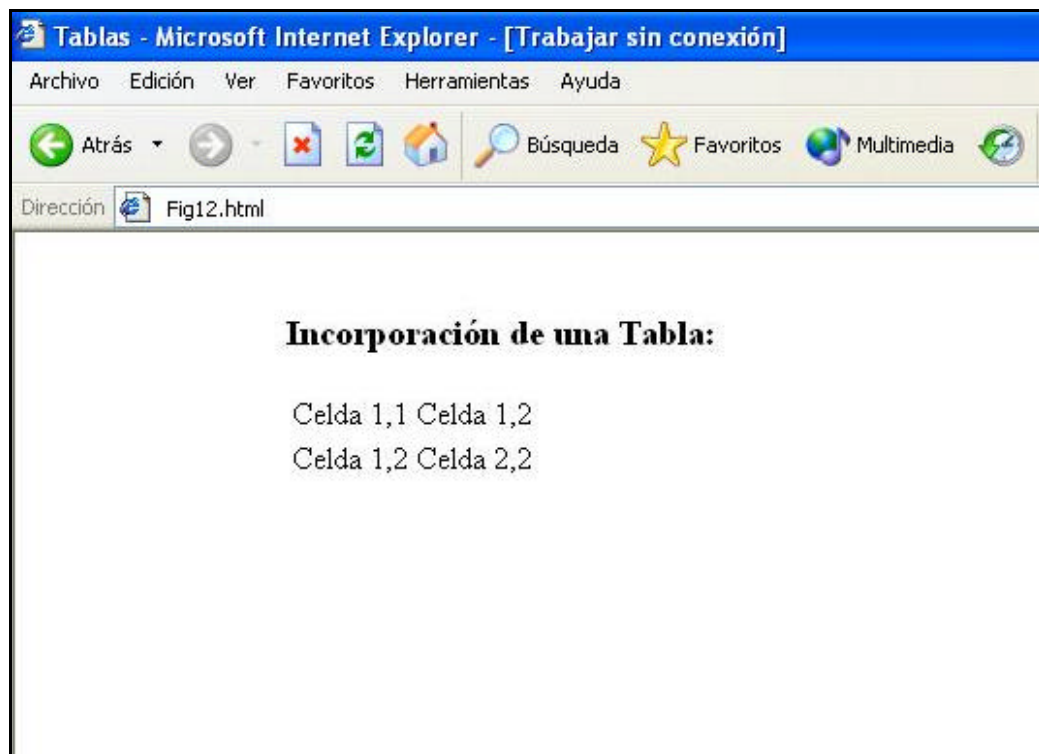 Tablas - Microsoft Internet Explorer - [Trabajar sin conexión]
Archivo Edición Ver Favoritos Herramientas Ayuda
Atrás Búsqueda Favoritos Multimedia
Dirección Fig12.html
Incorporación de una Tabla:
Celda 1,1 Celda 1,2
Celda 1,2 Celda 2,2